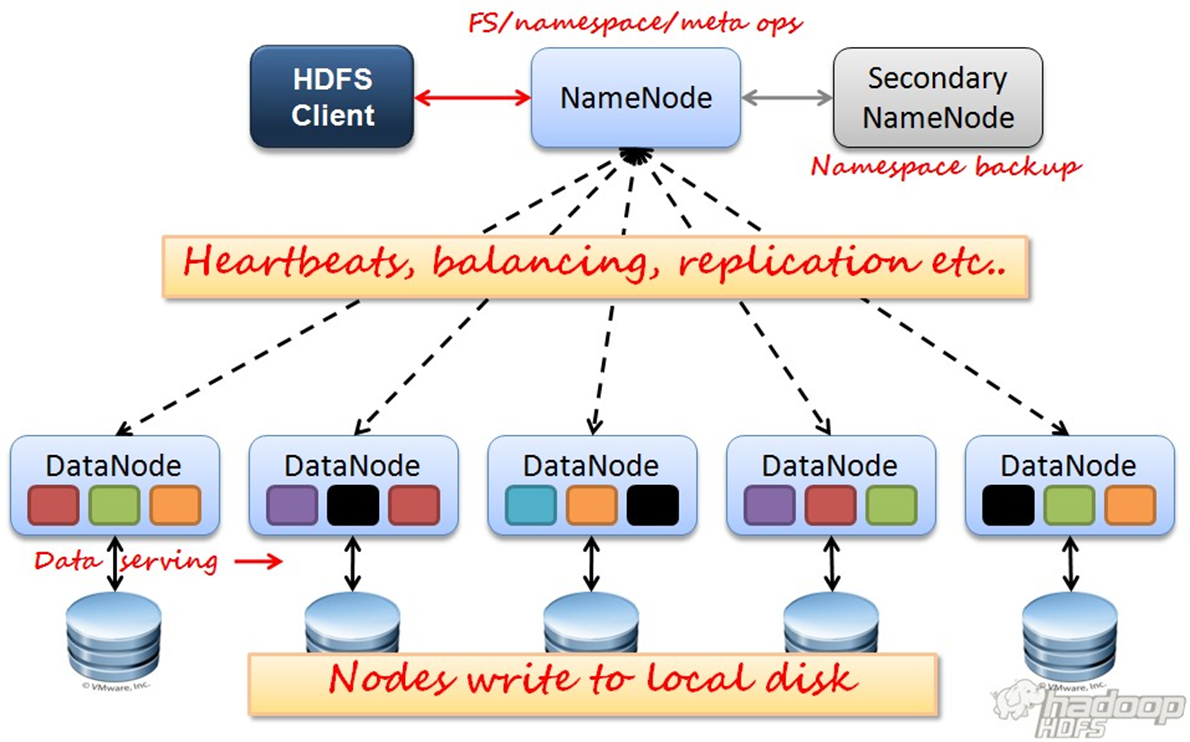 FS/namespace/meta ops
HDFS
Client
NameNode
Secondary
NameNode
Namespace backup
Heartbeats, balancing, replication etc..
DataNode
DataNode
DataNode
DataNode
DataNode
Data serving
Nodes write to local disk
© VMware, Inc.
© VMware, Inc.
hadoop
HDFS